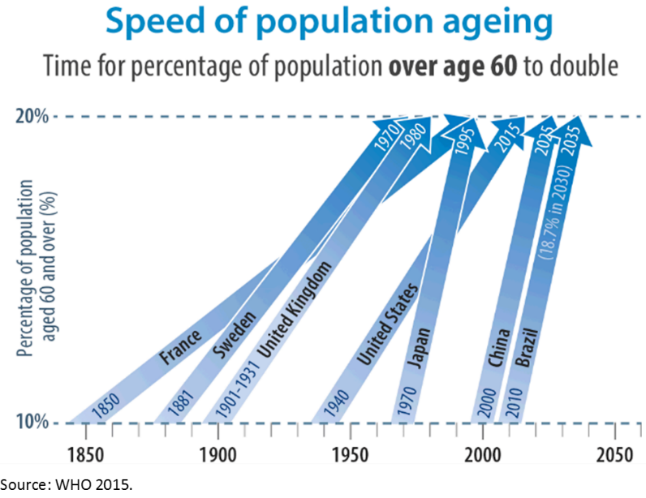 Speed of population ageing
Time for percentage of population over age 60 to double
20%
10%
Percentage of population
aged 60 and over (%)
France
1850
Sweden
1881
1970
United Kingdom
1901-1931
1980
United States
1940
2015
Japan
1970
1995
China
2000
2025
Brazil
2010
(18.7% in 2030)
2035
1850
1900
1950
2000
2050
Source: WHO 2015.